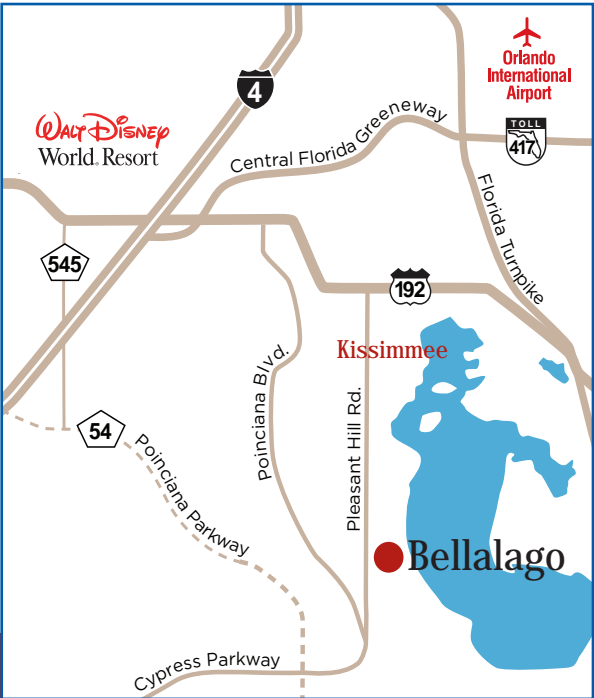 4
Orlando
International
Airport
WALT DISNEY
World® Resort
Central Florida Greeneway
TOLL
417
Florida Turnpike
545
192
Kissimmee
Poinciana Blvd.
Pleasant Hill Rd.
54
Poinciana Parkway
Bellalago
Cypress Parkway